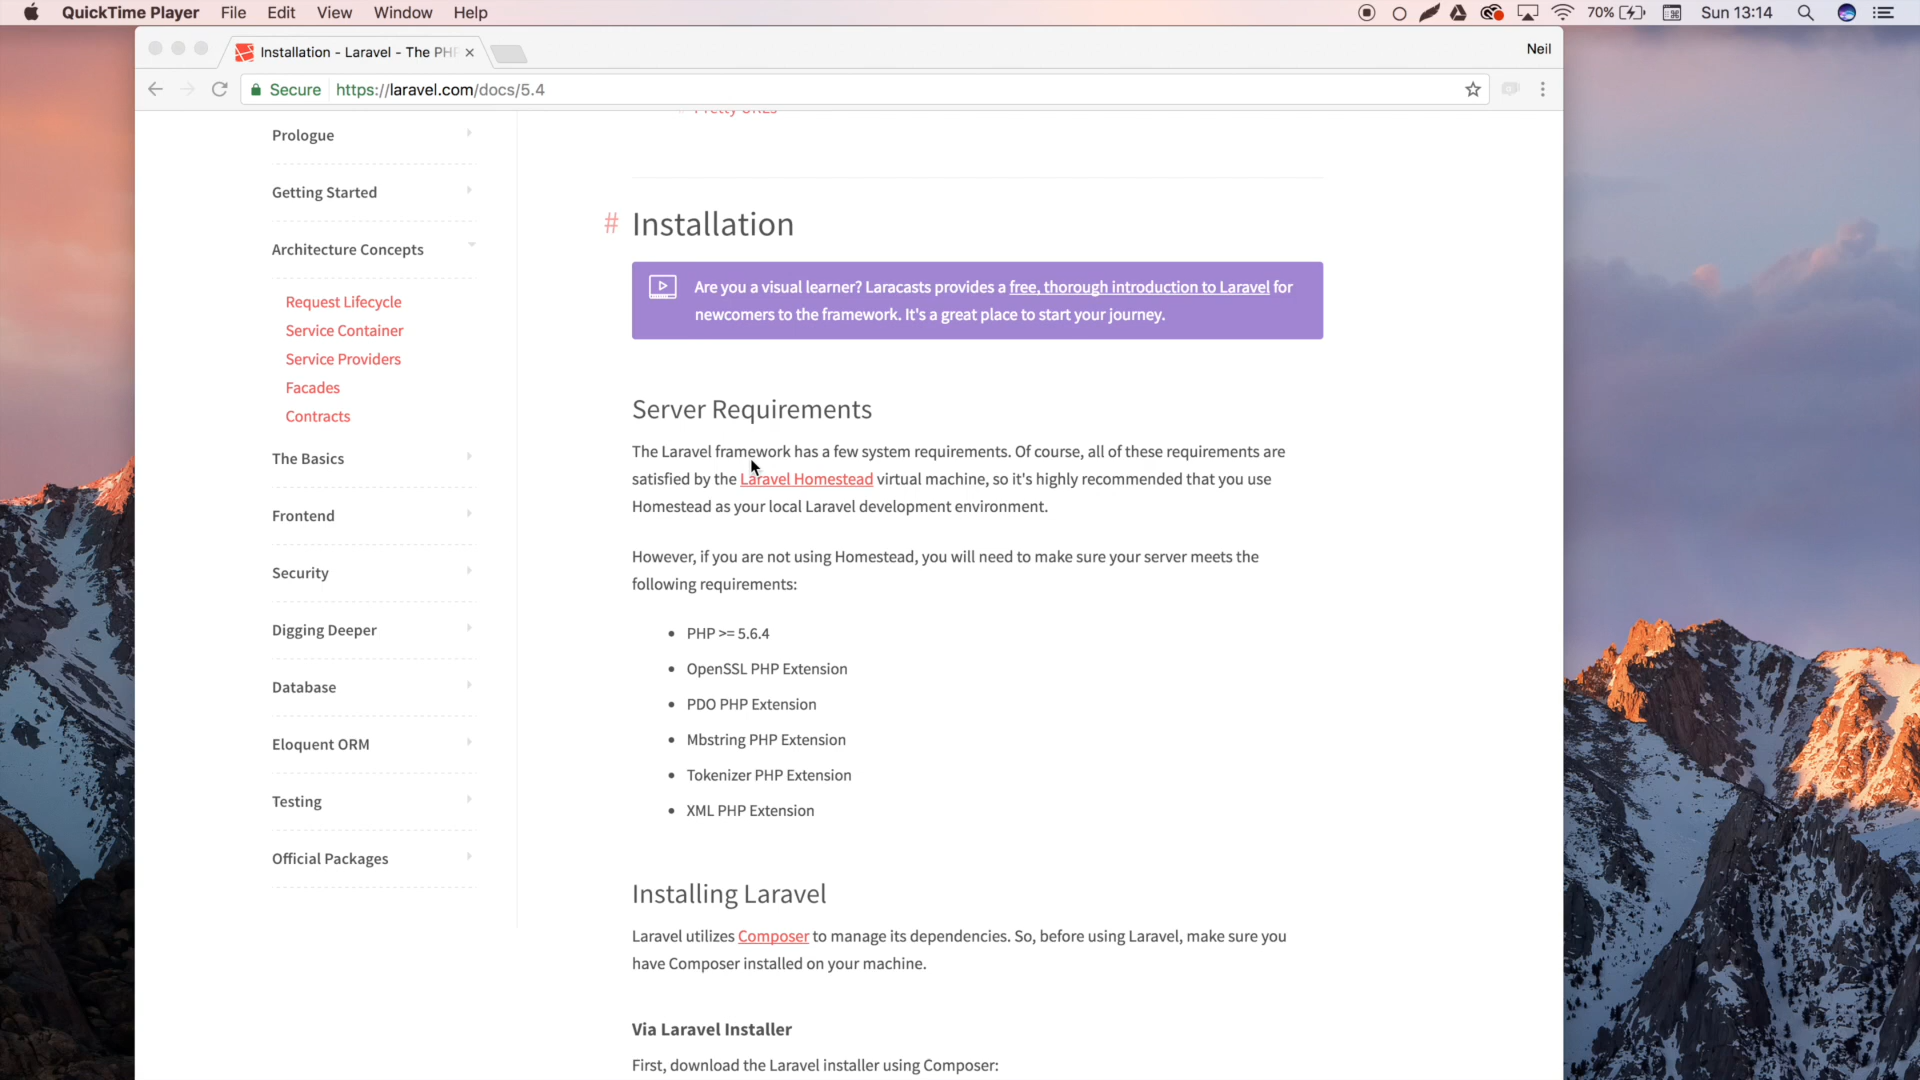 QuickTime Player File Edit View Window Help
70% Sun 13:14
Installation - Laravel - The PH
Neil
Secure https://laravel.com/docs/5.4
Pretty URLs
Prologue
Getting Started
Architecture Concepts
Request Lifecycle
Service Container
Service Providers
Facades
Contracts
The Basics
Frontend
Security
Digging Deeper
Database
Eloquent ORM
Testing
Official Packages
# Installation
Are you a visual learner? Laracasts provides a free, thorough introduction to Laravel for
newcomers to the framework. It's a great place to start your journey.
Server Requirements
The Laravel framework has a few system requirements. Of course, all of these requirements are
satisfied by the Laravel Homestead virtual machine, so it's highly recommended that you use
Homestead as your local Laravel development environment.
However, if you are not using Homestead, you will need to make sure your server meets the
following requirements:
• PHP >= 5.6.4
• OpenSSL PHP Extension
• PDO PHP Extension
• Mbstring PHP Extension
• Tokenizer PHP Extension
• XML PHP Extension
Installing Laravel
Laravel utilizes Composer to manage its dependencies. So, before using Laravel, make sure you
have Composer installed on your machine.
Via Laravel Installer
First, download the Laravel installer using Composer: